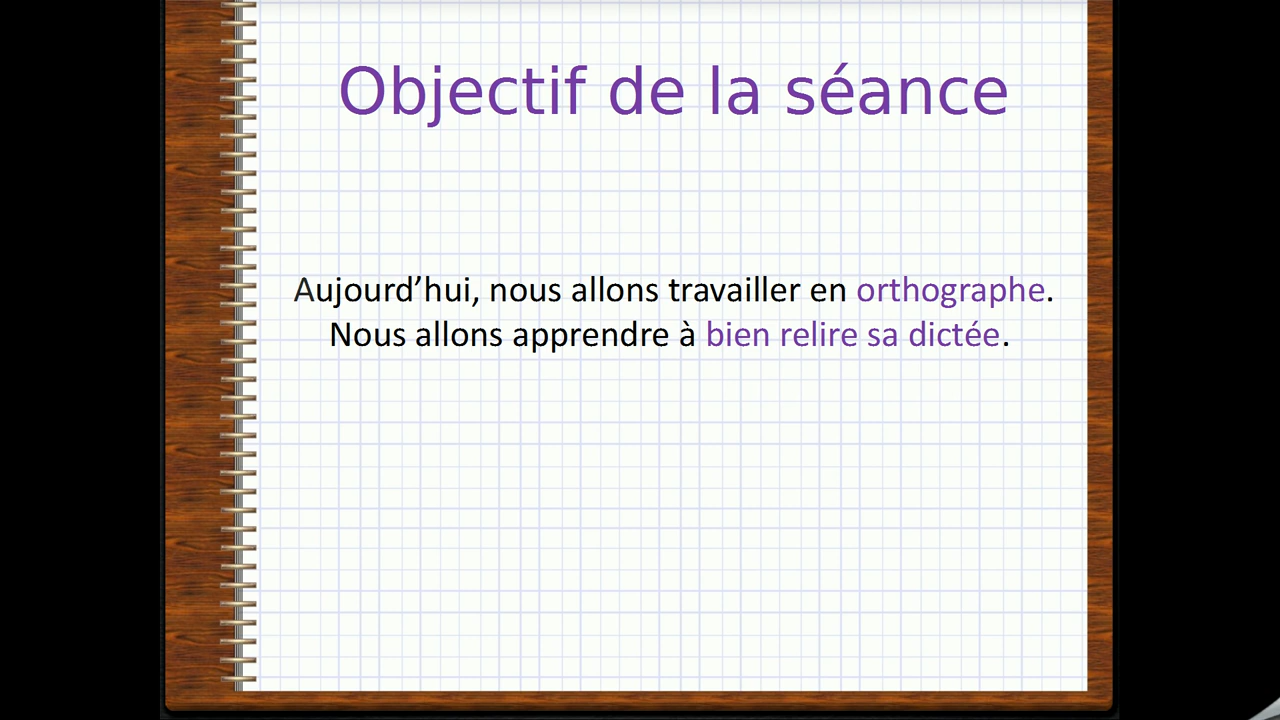 Objectif de la séance
Aujourd’hui, nous allons travailler en orthographe.
Nous allons apprendre à bien relire sa dictée.